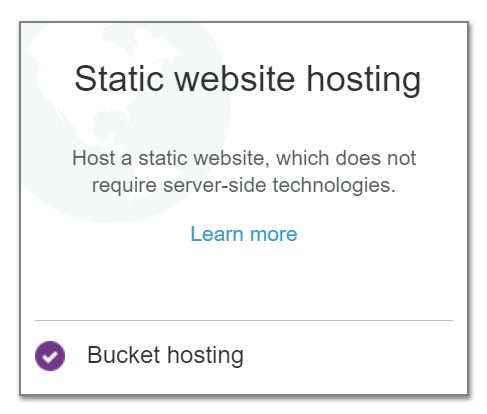 Static website hosting
Host a static website, which does not
require server-side technologies.
Learn more
Bucket hosting